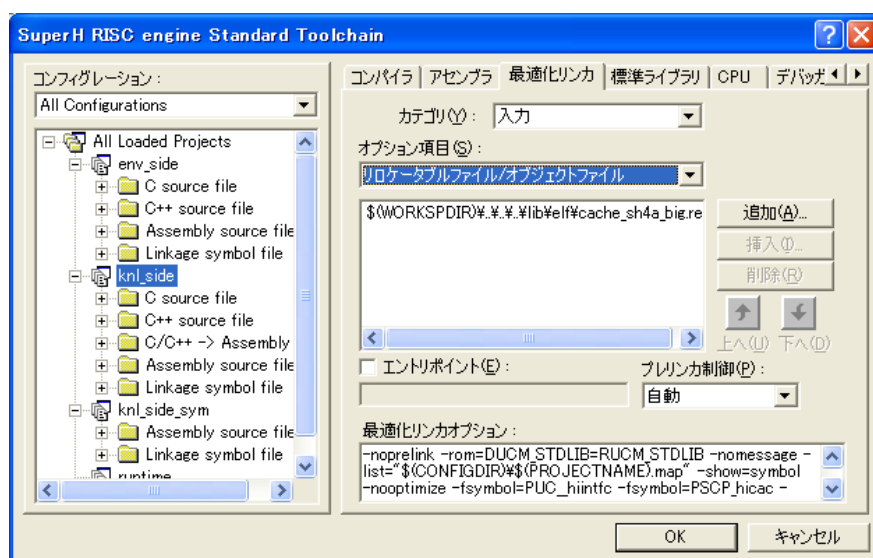 SuperH RISC engine Standard Toolchain
コンフィグレーション :
All Configurations
All Loaded Projects
env_side
C source file
C++ source file
Assembly source file
Linkage symbol file
knl_side
C source file
C++ source file
C/C++ -> Assembly
Assembly source file
Linkage symbol file
knl_side_sym
Assembly source file
Linkage symbol file
runtime
コンパイラ アセンブラ 最適化リンカ 標準ライブラリ CPU デバッガ
カテゴリ(Y) : 入力
オプション項目(S) :
リロケータブルファイル/オブジェクトファイル
$(WORKSPDIR)¥..¥..¥..¥lib¥elf¥cache_sh4a_big.re
追加(A)...
挿入(I)...
削除(R)
上へ(U) 下へ(D)
エントリポイント(E) :
プレリンカ制御(P) :
自動
最適化リンカオプション :
-noprelink -rom=DUCM_STDLIB=RUCM_STDLIB -nomessage -
list="$(CONFIGDIR)¥$(PROJECTNAME).map" -show=symbol
-nooptimize -fsymbol=PUC_hiintfc -fsymbol=PSCP_hicac -
OK キャンセル